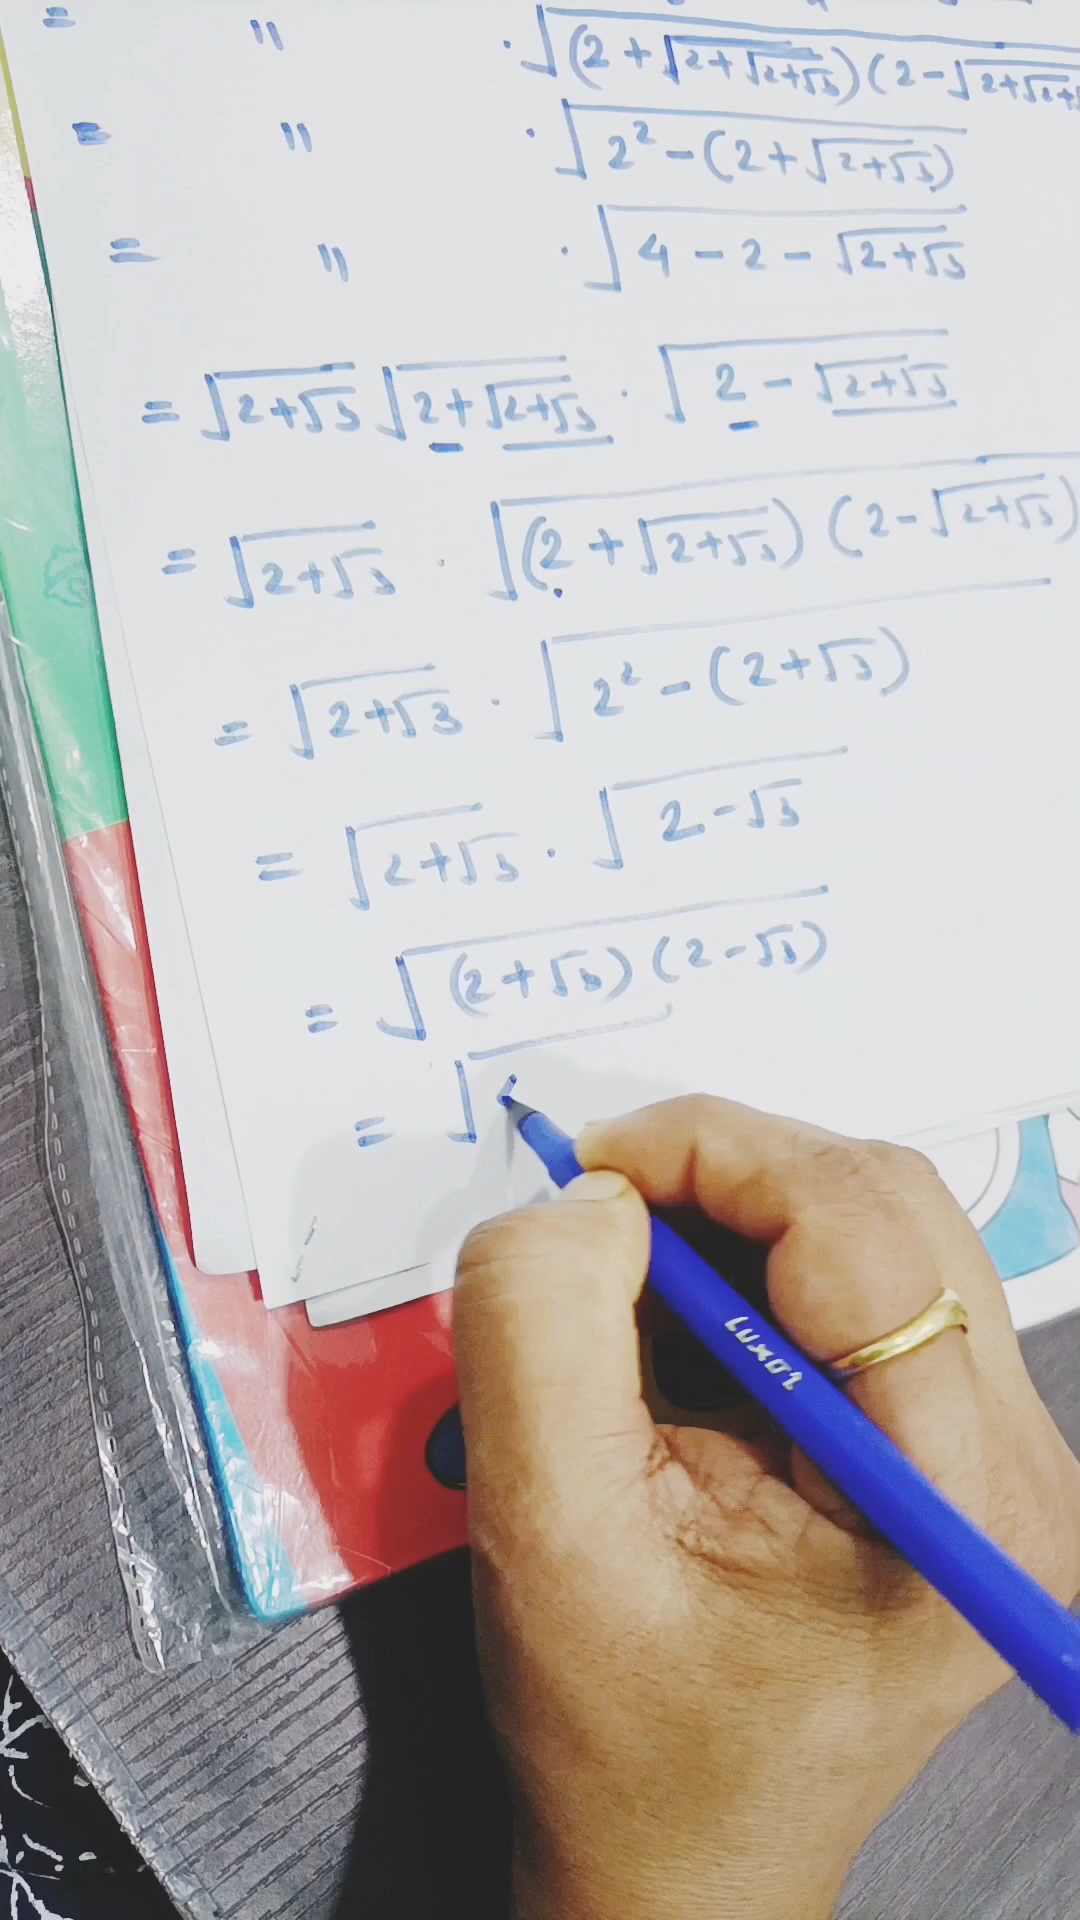 = " · √((2 + √(2+√(2+√3)))(2 - √(2+√(2+√
= " · √(2² - (2 + √(2+√3)))
= " · √(4 - 2 - √(2+√3))
= √(2+√3) √(2+√(2+√3)) · √(2 - √(2+√3))
= √(2+√3) · √((2 + √(2+√3)) (2 - √(2+√3)))
= √(2+√3) · √(2² - (2+√3))
= √(2+√3) · √(2-√3)
= √((2+√3)(2-√3))
= √
LUXOR